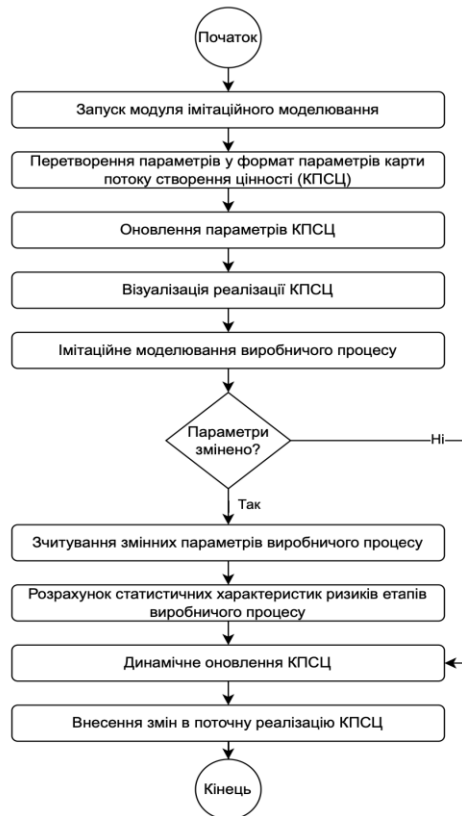 Початок
Запуск модуля імітаційного моделювання
Перетворення параметрів у формат параметрів карти
потоку створення цінності (КПСЦ)
Оновлення параметрів КПСЦ
Візуалізація реалізації КПСЦ
Імітаційне моделювання виробничого процесу
Параметри
змінено?
Ні
Так
Зчитування змінних параметрів виробничого процесу
Розрахунок статистичних характеристик ризиків етапів
виробничого процесу
Динамічне оновлення КПСЦ
Внесення змін в поточну реалізацію КПСЦ
Кінець